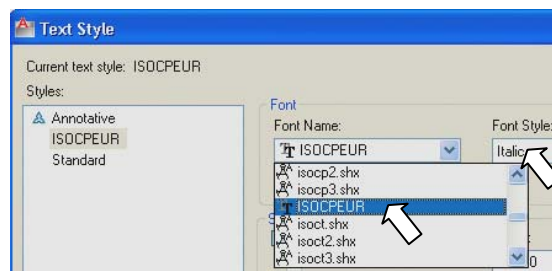 Text Style
Current text style: ISOCPEUR
Styles:
Annotative
ISOCPEUR
Standard
Font
Font Name:
Font Style:
ISOCPEUR
Italic
isocp2.shx
isocp3.shx
ISOCPEUR
isoct.shx
isoct2.shx
isoct3.shx